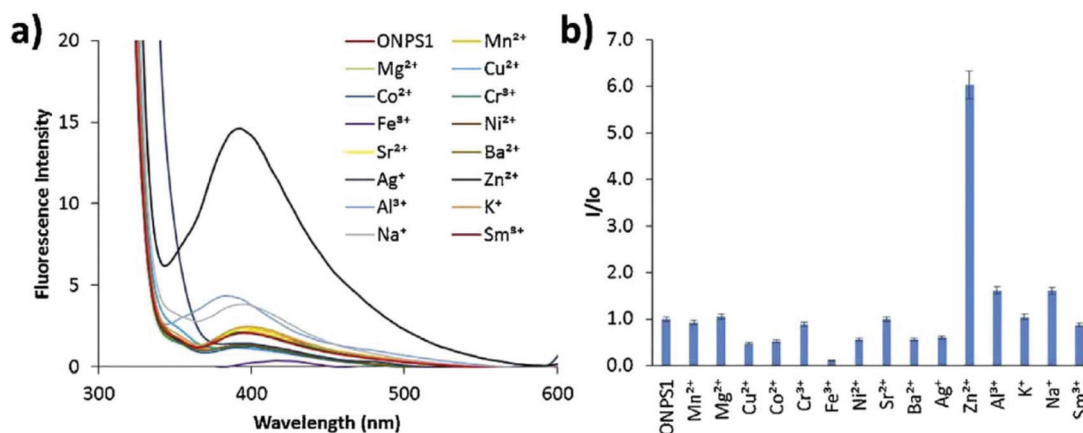 a)
20
15
10
5
0
Fluorescence Intensity
ONPS1 Mn²⁺
Mg²⁺ Cu²⁺
Co²⁺ Cr³⁺
Fe³⁺ Ni²⁺
Sr²⁺ Ba²⁺
Ag⁺ Zn²⁺
Al³⁺ K⁺
Na⁺ Sm³⁺
300 400 500 600
Wavelength (nm)
b)
7.0
6.0
5.0
4.0
3.0
2.0
1.0
0.0
I/Io
ONPS1 Mn²⁺ Mg²⁺ Cu²⁺ Co²⁺ Cr³⁺ Fe³⁺ Ni²⁺ Sr²⁺ Ba²⁺ Ag⁺ Zn²⁺ Al³⁺ K⁺ Na⁺ Sm³⁺